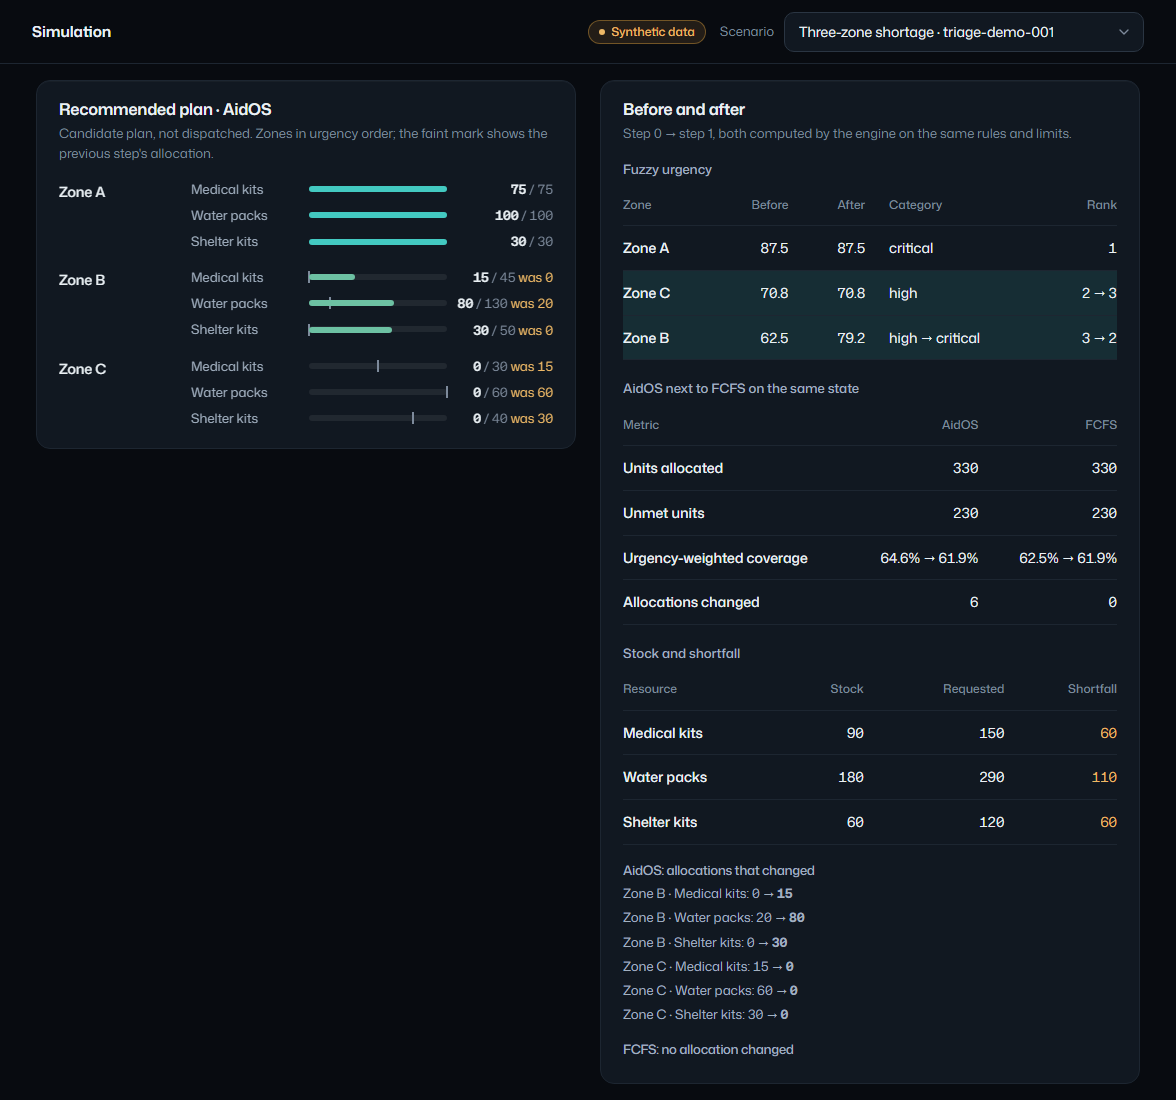 Simulation
Synthetic data
Scenario
Three-zone shortage · triage-demo-001
Recommended plan · AidOS
Candidate plan, not dispatched. Zones in urgency order; the faint mark shows the
previous step's allocation.
Zone A
Medical kits 75 / 75
Water packs 100 / 100
Shelter kits 30 / 30
Zone B
Medical kits 15 / 45 was 0
Water packs 80 / 130 was 20
Shelter kits 30 / 50 was 0
Zone C
Medical kits 0 / 30 was 15
Water packs 0 / 60 was 60
Shelter kits 0 / 40 was 30
Before and after
Step 0 → step 1, both computed by the engine on the same rules and limits.
Fuzzy urgency
Zone Before After Category Rank
Zone A 87.5 87.5 critical 1
Zone C 70.8 70.8 high 2 → 3
Zone B 62.5 79.2 high → critical 3 → 2
AidOS next to FCFS on the same state
Metric AidOS FCFS
Units allocated 330 330
Unmet units 230 230
Urgency-weighted coverage 64.6% → 61.9% 62.5% → 61.9%
Allocations changed 6 0
Stock and shortfall
Resource Stock Requested Shortfall
Medical kits 90 150 60
Water packs 180 290 110
Shelter kits 60 120 60
AidOS: allocations that changed
Zone B · Medical kits: 0 → 15
Zone B · Water packs: 20 → 80
Zone B · Shelter kits: 0 → 30
Zone C · Medical kits: 15 → 0
Zone C · Water packs: 60 → 0
Zone C · Shelter kits: 30 → 0
FCFS: no allocation changed